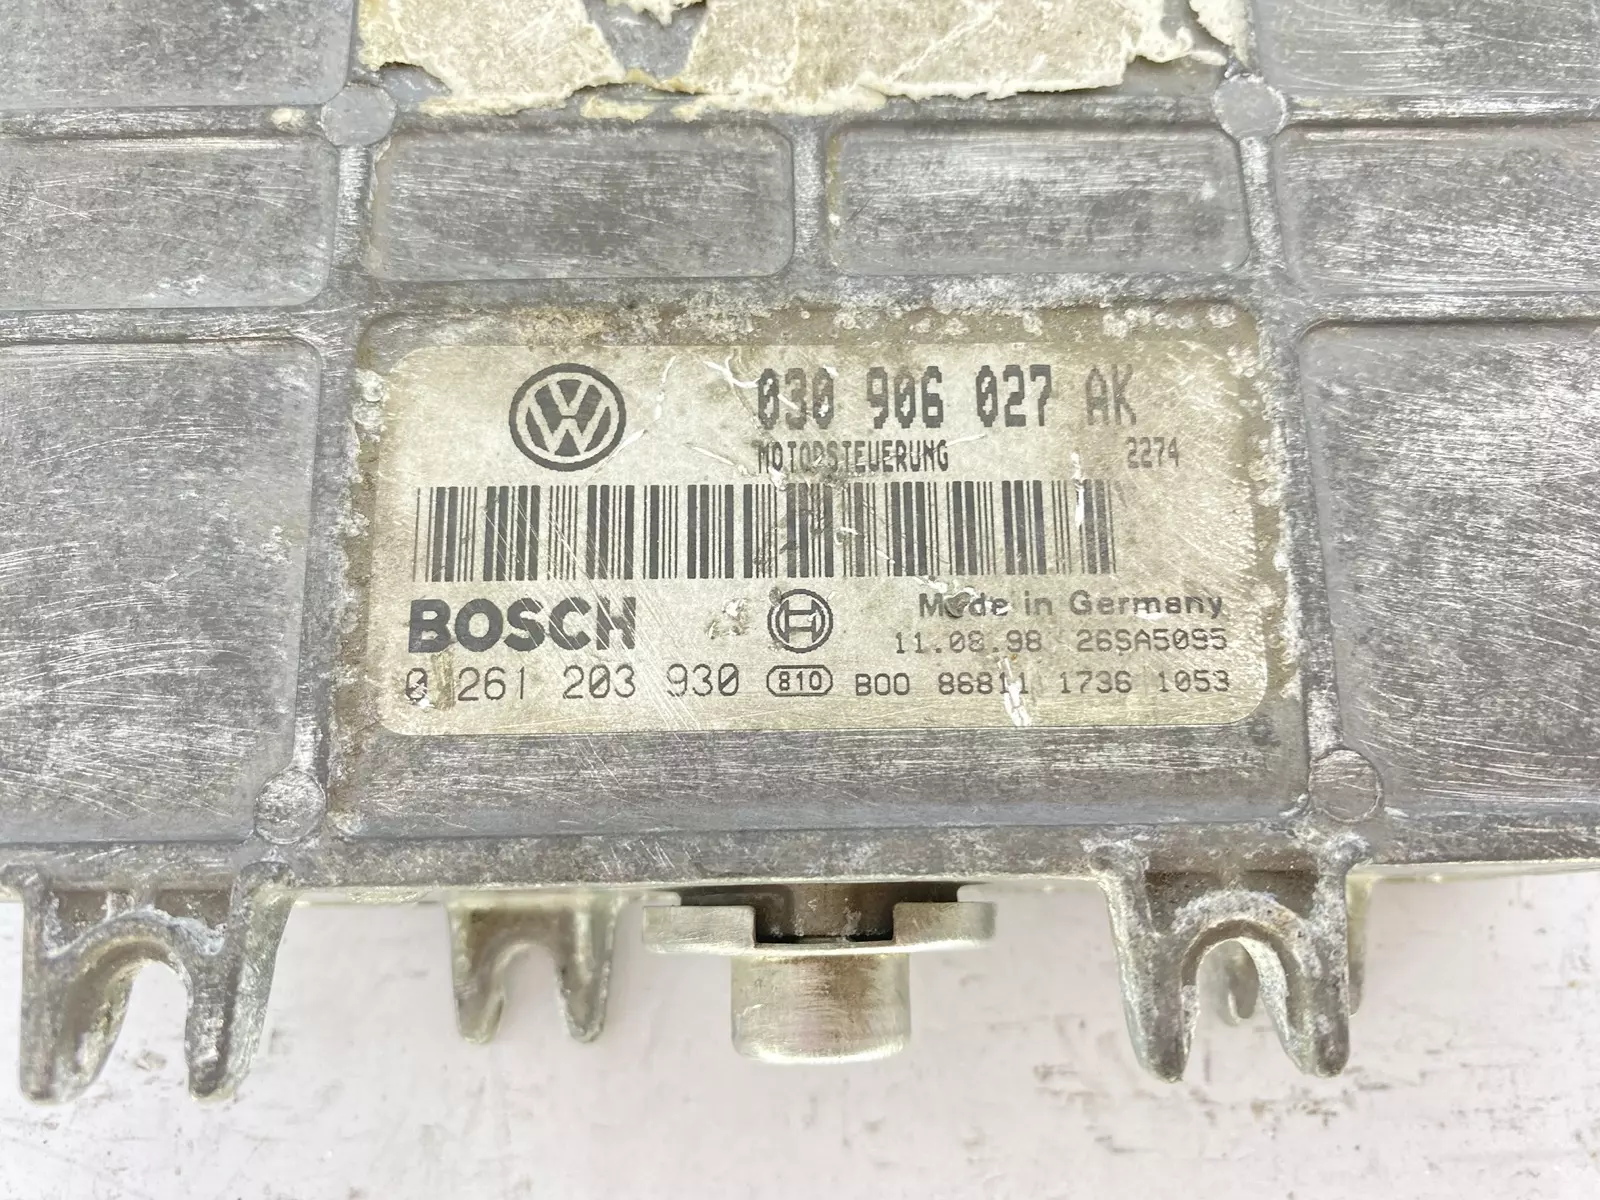 030 906 027 AK
MOTORSTEUERUNG 2274
BOSCH
Made in Germany
11.08.98 26SA5095
0 261 203 930 810 B00 86811 1736 1053